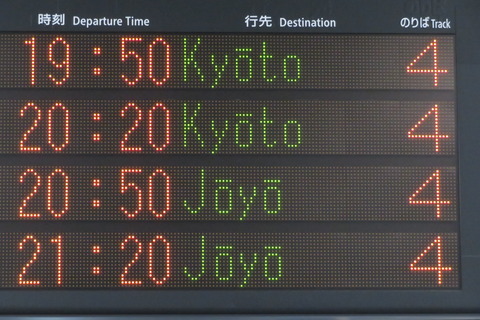 時刻 Departure Time 行先 Destination のりば Track
19:50 Kyōto 4
20:20 Kyōto 4
20:50 Jōyō 4
21:20 Jōyō 4